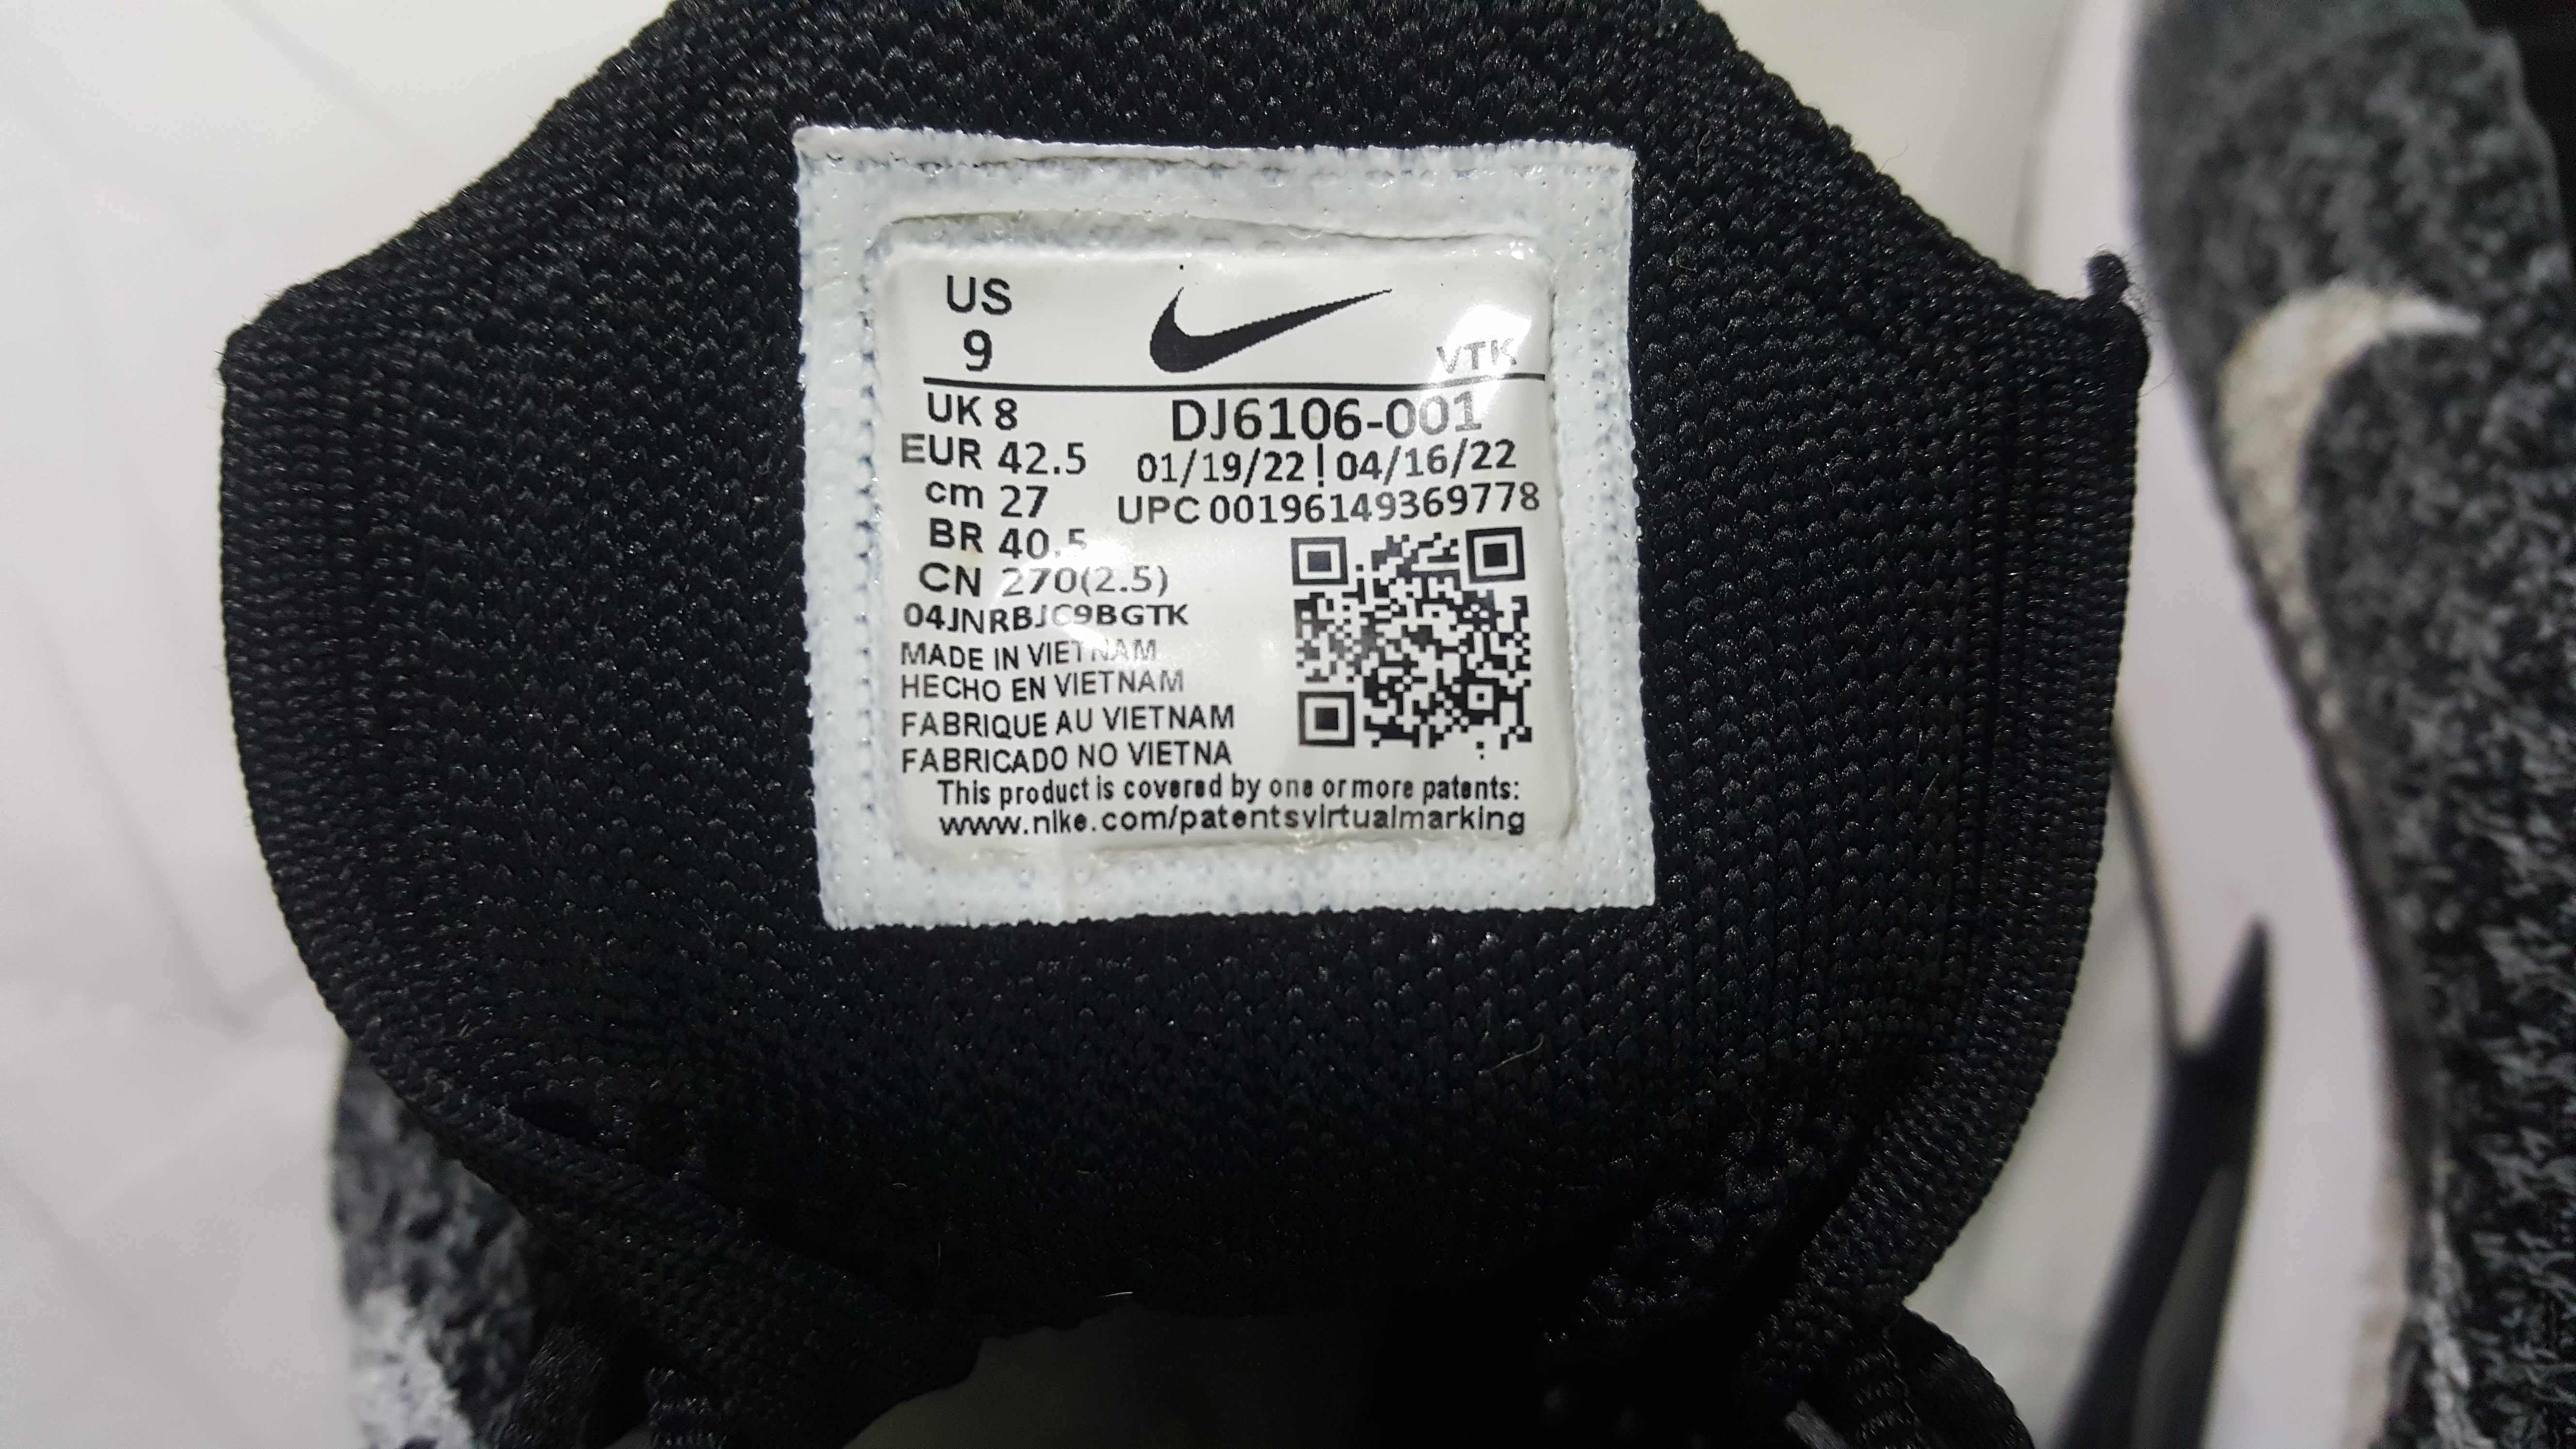 US
9
VTK
UK 8
DJ6106-001
EUR 42.5
01/19/22 | 04/16/22
cm 27
UPC 00196149369778
BR 40.5
CN 270(2.5)
04JNRBJC9BGTK
MADE IN VIETNAM
HECHO EN VIETNAM
FABRIQUE AU VIETNAM
FABRICADO NO VIETNA
This product is covered by one or more patents:
www.nike.com/patentsvirtualmarking